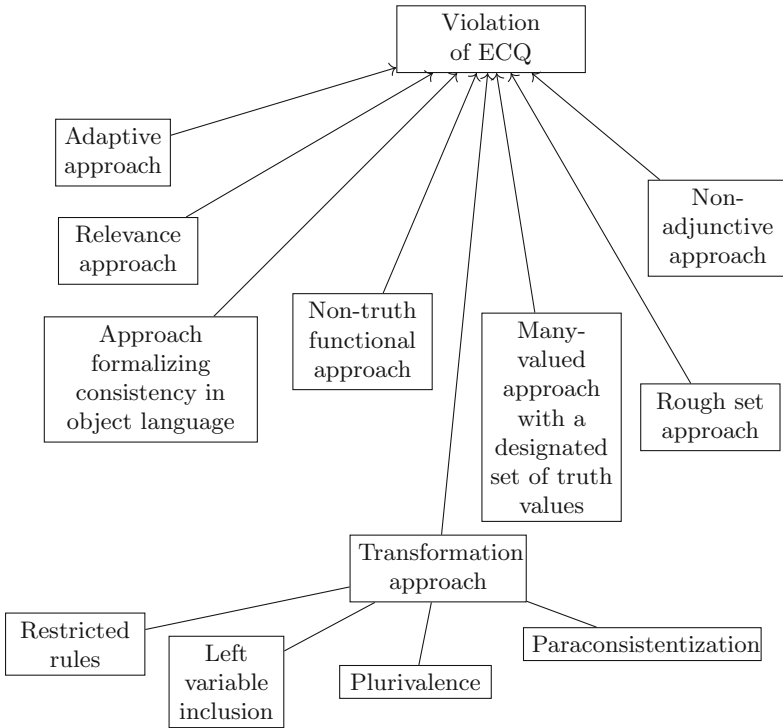 Violation
of ECQ
Adaptive
approach
Relevance
approach
Approach
formalizing
consistency in
object language
Non-truth
functional
approach
Many-
valued
approach
with a
designated
set of truth
values
Non-
adjunctive
approach
Rough set
approach
Transformation
approach
Restricted
rules
Left
variable
inclusion
Plurivalence
Paraconsistentization